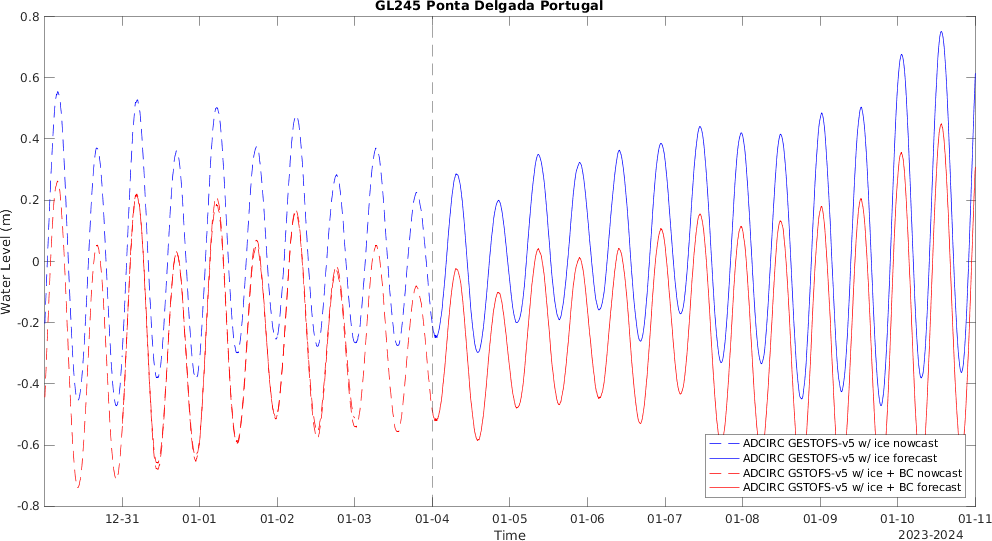 GL245 Ponta Delgada Portugal
0.8
0.6
0.4
0.2
0
-0.2
-0.4
-0.6
-0.8
Water Level (m)
ADCIRC GESTOFS-v5 w/ ice nowcast
ADCIRC GESTOFS-v5 w/ ice forecast
ADCIRC GSTOFS-v5 w/ ice + BC nowcast
ADCIRC GSTOFS-v5 w/ ice + BC forecast
12-31 01-01 01-02 01-03 01-04 01-05 01-06 01-07 01-08 01-09 01-10 01-11
Time
2023-2024